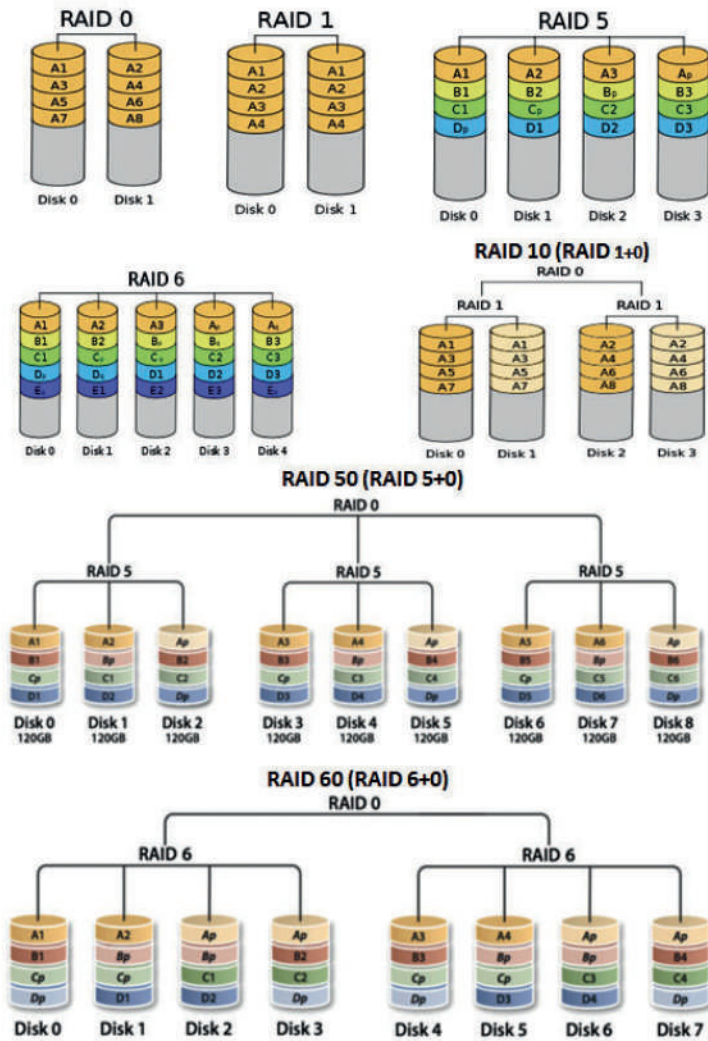 RAID 0 RAID 1 RAID 5
A1 A2 A1 A1 A1 A2 A3 Ap
A3 A4 A2 A2 B1 B2 Bp B3
A5 A6 A3 A3 C1 Cp C2 C3
A7 A8 A4 A4 Dp D1 D2 D3
Disk 0 Disk 1 Disk 0 Disk 1 Disk 0 Disk 1 Disk 2 Disk 3
RAID 10 (RAID 1+0)
RAID 6 RAID 0
RAID 1 RAID 1
A1 A2 A3 Ap Aq A1 A1 A2 A2
B1 B2 Bp Bq B3 A3 A3 A4 A4
C1 Cp C2 C3 A5 A5 A6 A6
Dp D1 D2 D3 A7 A7 A8 A8
E1 E2 E3
Disk 0 Disk 1 Disk 2 Disk 3 Disk 4 Disk 0 Disk 1 Disk 2 Disk 3
RAID 50 (RAID 5+0)
RAID 0
RAID 5 RAID 5 RAID 5
A1 A2 Ap A3 A4 Ap A5 A6 Ap
B1 Bp B2 B3 Bp B4 B5 Bp B6
Cp C1 C2 Cp C3 C4 Cp C5 C6
D1 D2 Dp D3 D4 Dp D5 D6 Dp
Disk 0 Disk 1 Disk 2 Disk 3 Disk 4 Disk 5 Disk 6 Disk 7 Disk 8
120GB 120GB 120GB 120GB 120GB 120GB 120GB 120GB 120GB
RAID 60 (RAID 6+0)
RAID 0
RAID 6 RAID 6
A1 A2 Ap Ap A3 A4 Ap Ap
B1 Bp Bp B2 B3 Bp Bp B4
Cp Cp C1 C2 Cp Cp C3 C4
Dp D1 D2 Dp Dp D3 D4 Dp
Disk 0 Disk 1 Disk 2 Disk 3 Disk 4 Disk 5 Disk 6 Disk 7